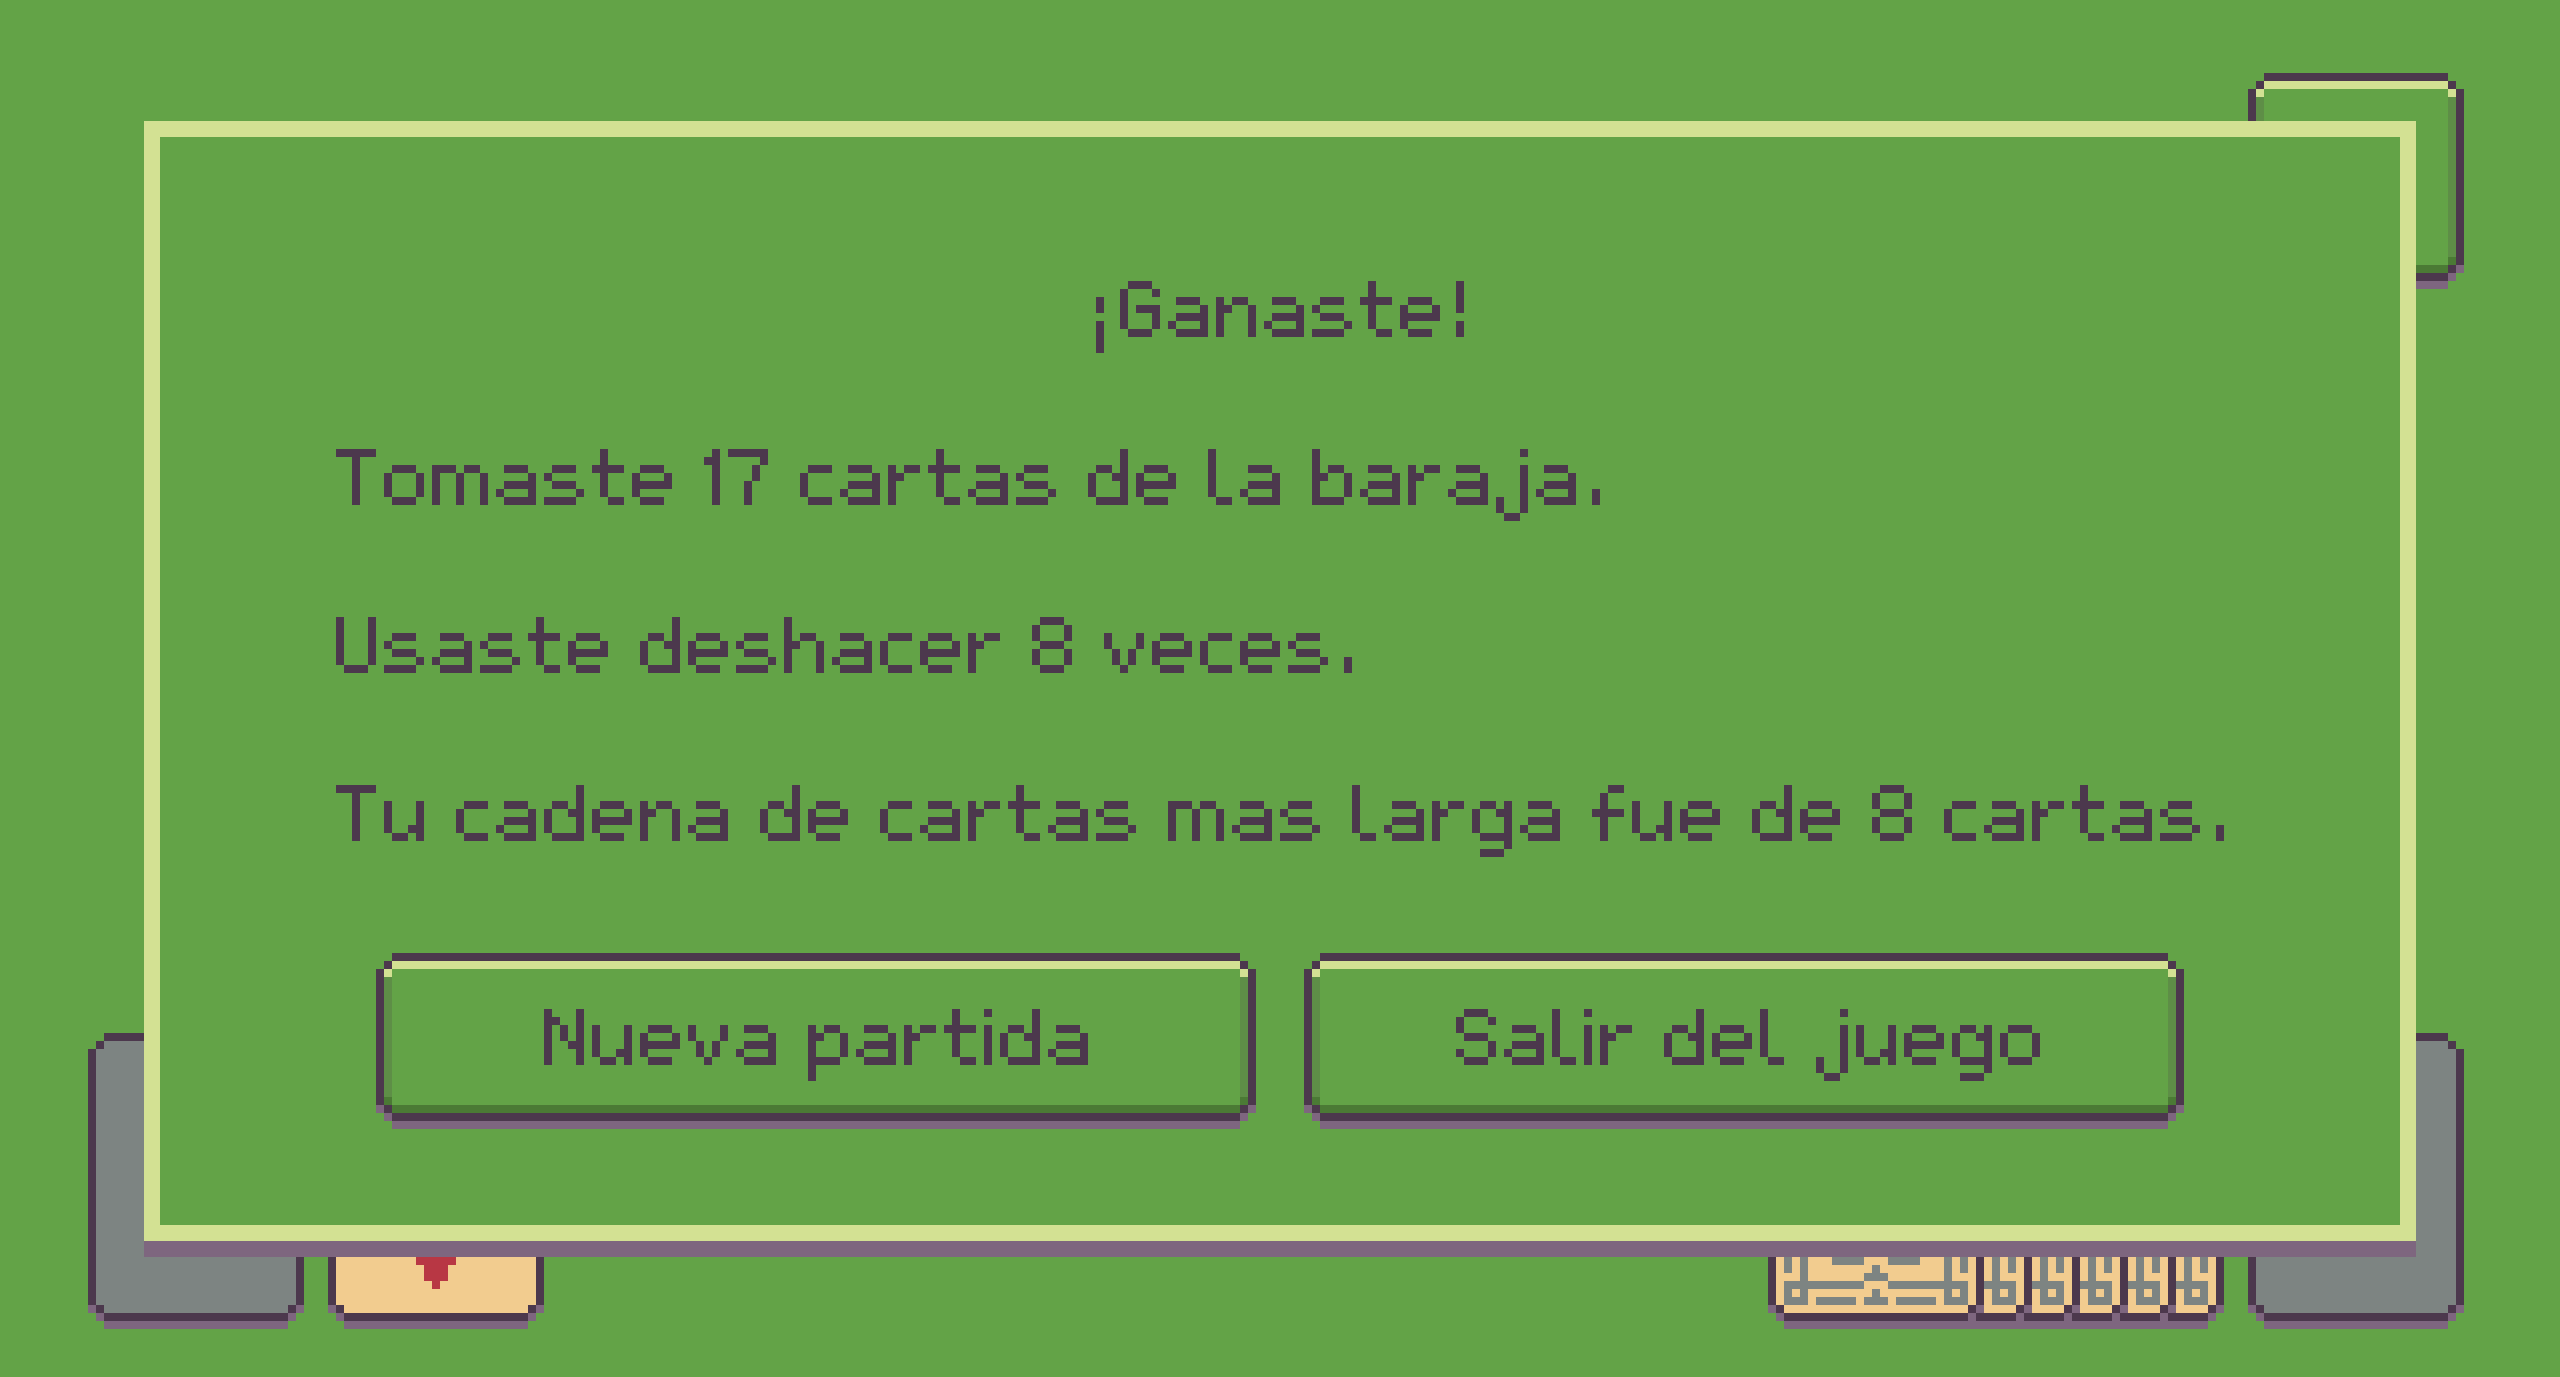 ¡Ganaste!
Tomaste 17 cartas de la baraja.
Usaste deshacer 8 veces.
Tu cadena de cartas mas larga fue de 8 cartas.
Nueva partida
Salir del juego